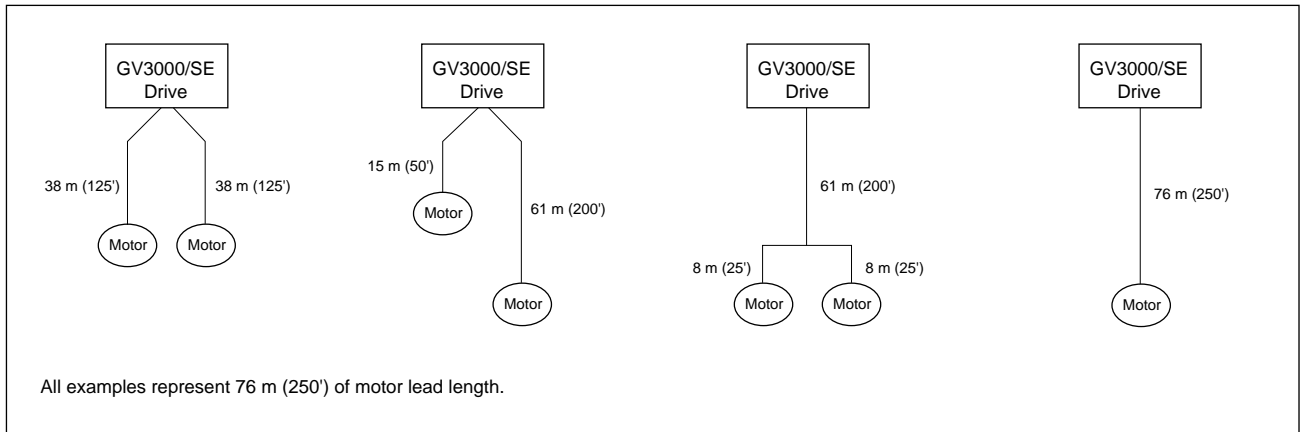 GV3000/SE
Drive
38 m (125')
38 m (125')
Motor
Motor
GV3000/SE
Drive
15 m (50')
Motor
61 m (200')
Motor
GV3000/SE
Drive
61 m (200')
8 m (25')
8 m (25')
Motor
Motor
GV3000/SE
Drive
76 m (250')
Motor
All examples represent 76 m (250') of motor lead length.